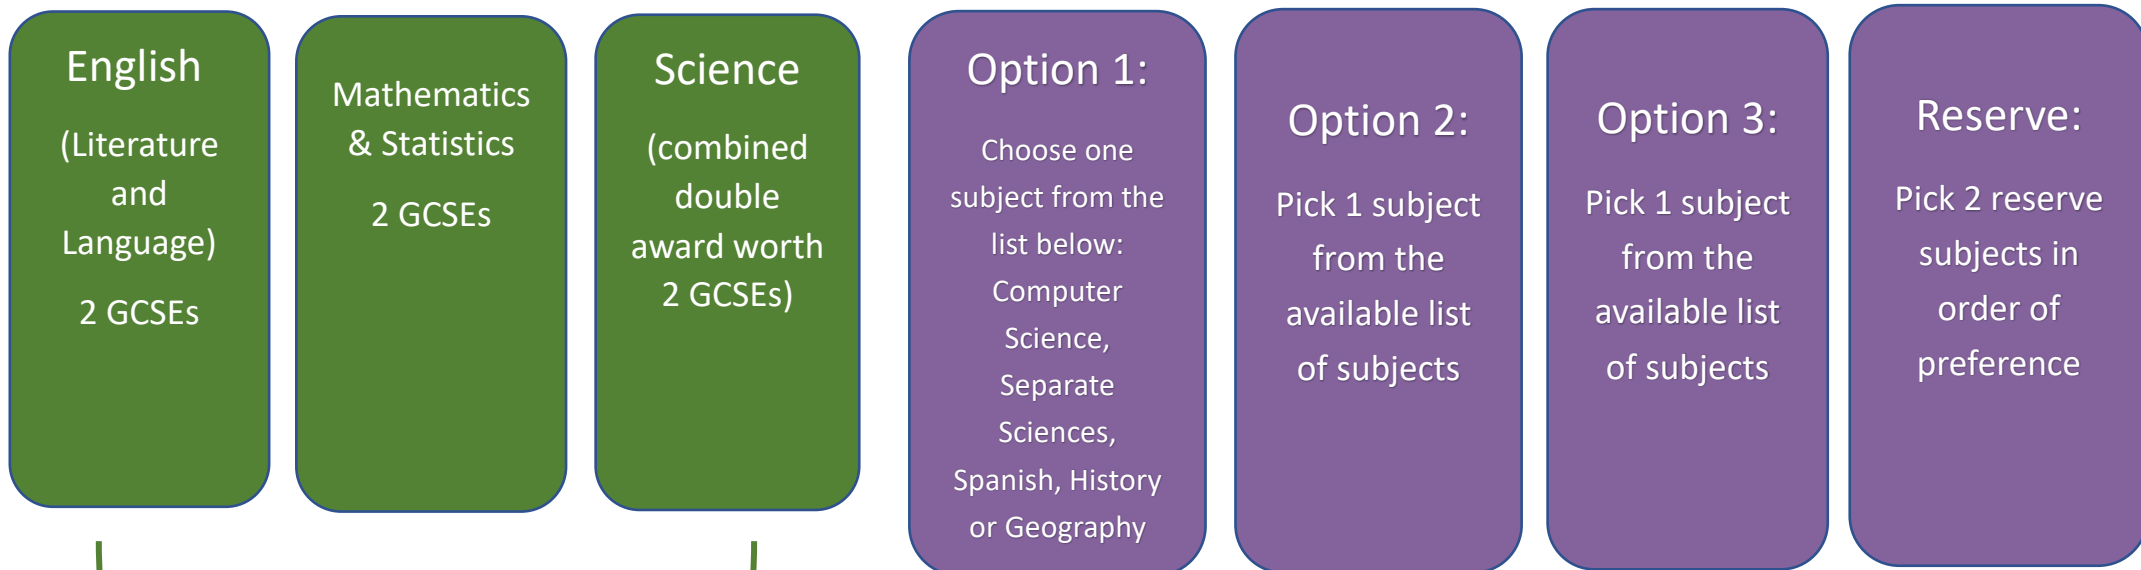 English
(Literature
and
Language)
2 GCSEs
Mathematics
& Statistics
2 GCSEs
Science
(combined
double
award worth
2 GCSEs)
Option 1:
Choose one
subject from the
list below:
Computer
Science,
Separate
Sciences,
Spanish, History
or Geography
Option 2:
Pick 1 subject
from the
available list
of subjects
Option 3:
Pick 1 subject
from the
available list
of subjects
Reserve:
Pick 2 reserve
subjects in
order of
preference